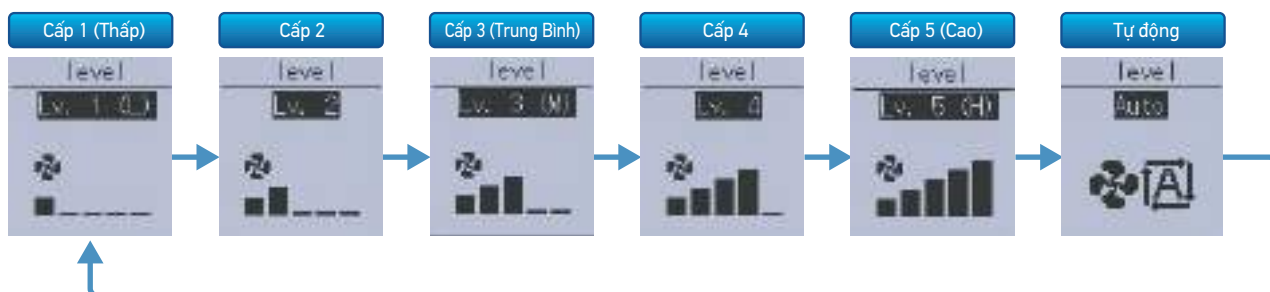 Cấp 1 (Thấp)
Cấp 2
Cấp 3 (Trung Bình)
Cấp 4
Cấp 5 (Cao)
Tự động
level
level
level
level
level
level
Lv. 1 (L)
Lv. 2
Lv. 3 (M)
Lv. 4
Lv. 5 (H)
Auto
A